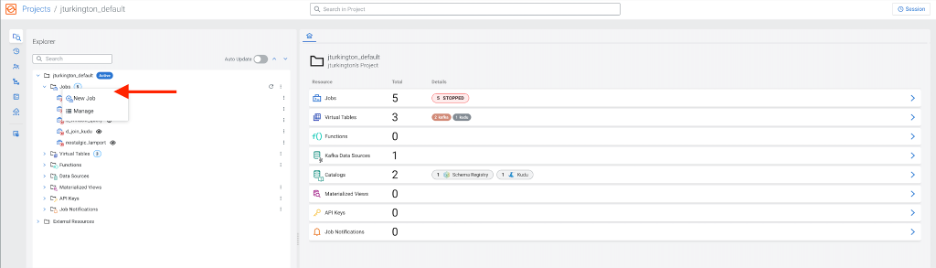 Projects / jturkington_default
Search in Project
Session
Explorer
Search
Auto Update
jturkington_default Active
Jobs 5
New Job
Manage
d_join_kudu
nostalgic_lamport
Virtual Tables 3
Functions
Data Sources
Materialized Views
API Keys
Job Notifications
External Resources
jturkington_default
jturkington's Project
Resource Total Details
Jobs 5 5 STOPPED
Virtual Tables 3 2 Kafka 1 Kudu
Functions 0
Kafka Data Sources 1
Catalogs 2 1 Schema Registry 1 Kudu
Materialized Views 0
API Keys 0
Job Notifications 0